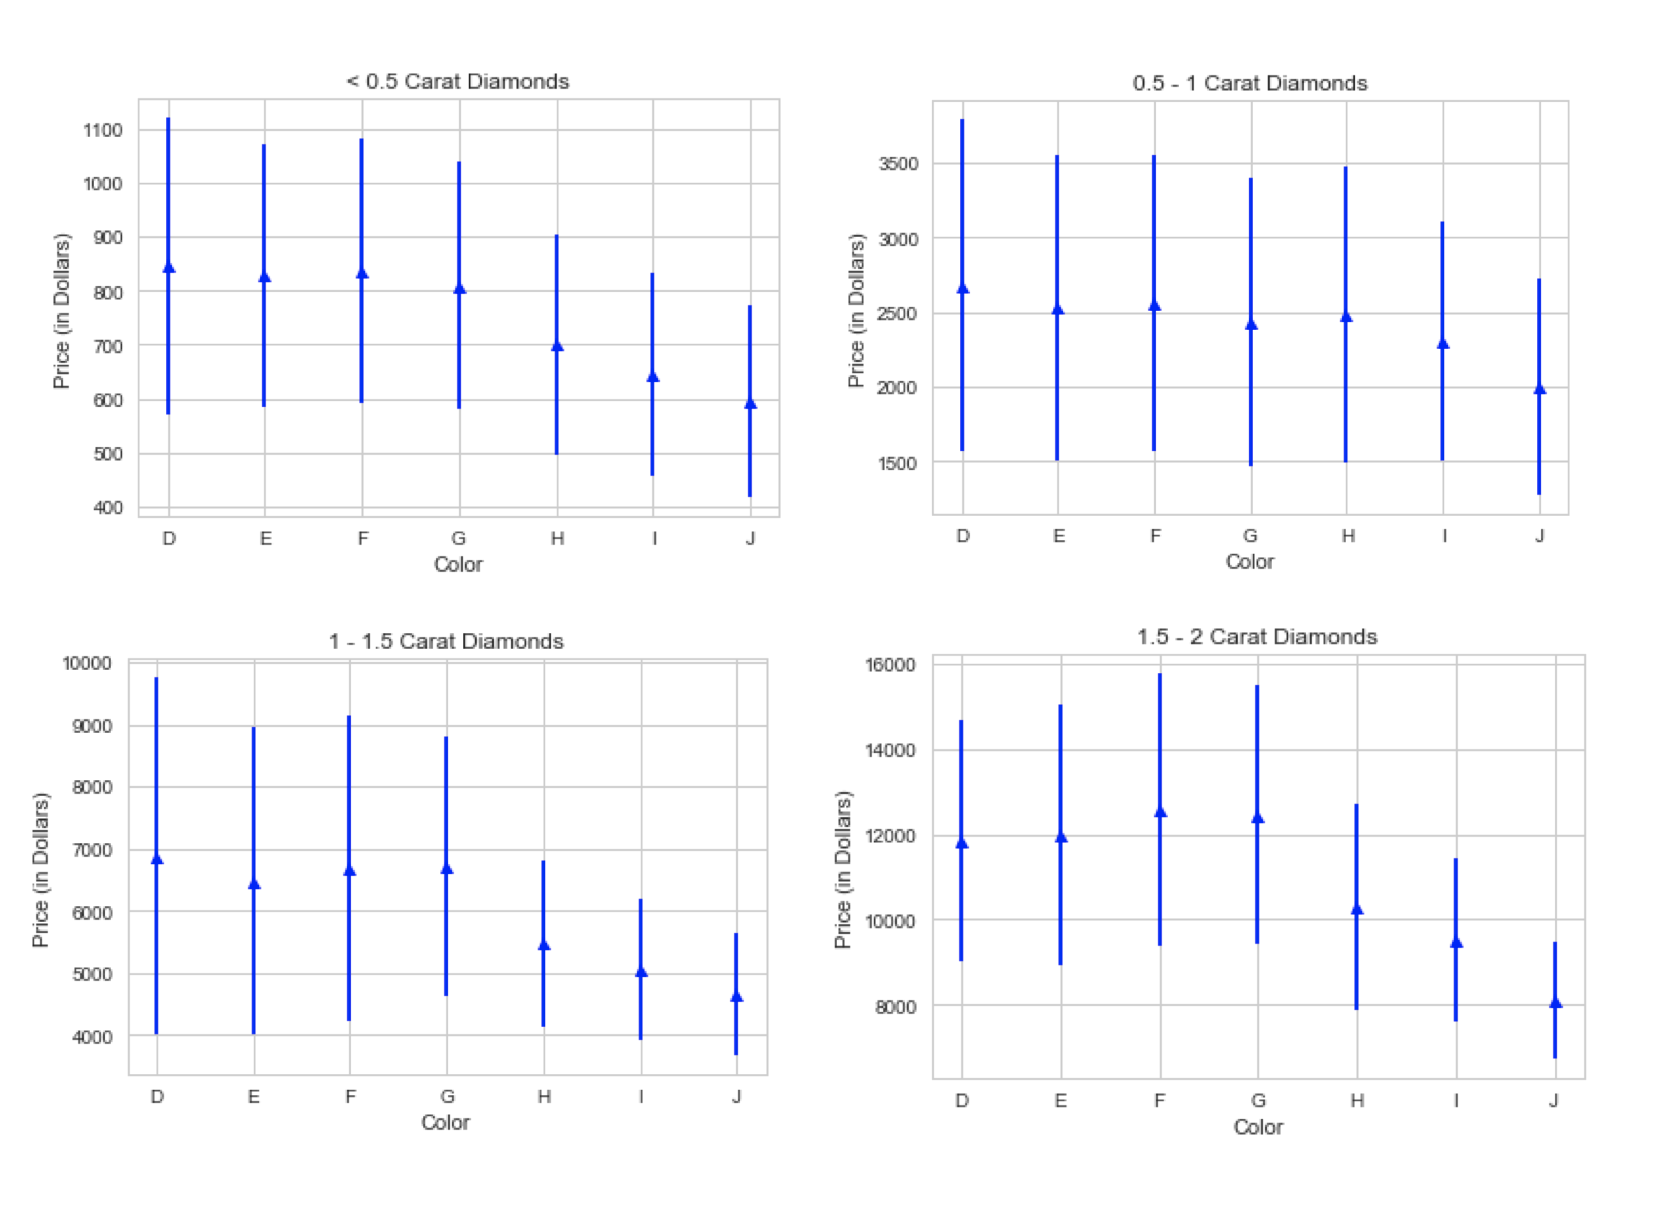 < 0.5 Carat Diamonds
1100
1000
900
800
700
600
500
400
Price (in Dollars)
D E F G H I J
Color
0.5 - 1 Carat Diamonds
3500
3000
2500
2000
1500
Price (in Dollars)
D E F G H I J
Color
1 - 1.5 Carat Diamonds
10000
9000
8000
7000
6000
5000
4000
Price (in Dollars)
D E F G H I J
Color
1.5 - 2 Carat Diamonds
16000
14000
12000
10000
8000
Price (in Dollars)
D E F G H I J
Color